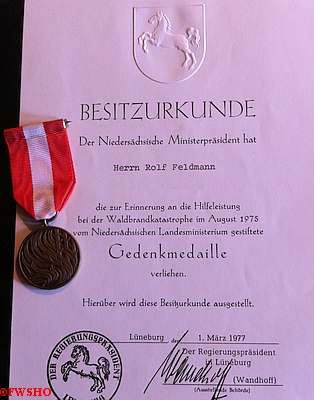 BESITZURKUNDE
Der Niedersächsische Ministerpräsident hat
Herrn Rolf Feldmann
die zur Erinnerung an die Hilfeleistung
bei der Waldbrandkatastrophe im August 1975
vom Niedersächsischen Landesministerium gestiftete
Gedenkmedaille
verliehen.
Hierüber wird diese Besitzurkunde ausgestellt.
Lüneburg den 1. März 1977
Der Regierungspräsident
in Lüneburg
(Wandhoff)
(Ausstellende Behörde)
DER REGIERUNGSPRÄSIDENT
©FWSHO